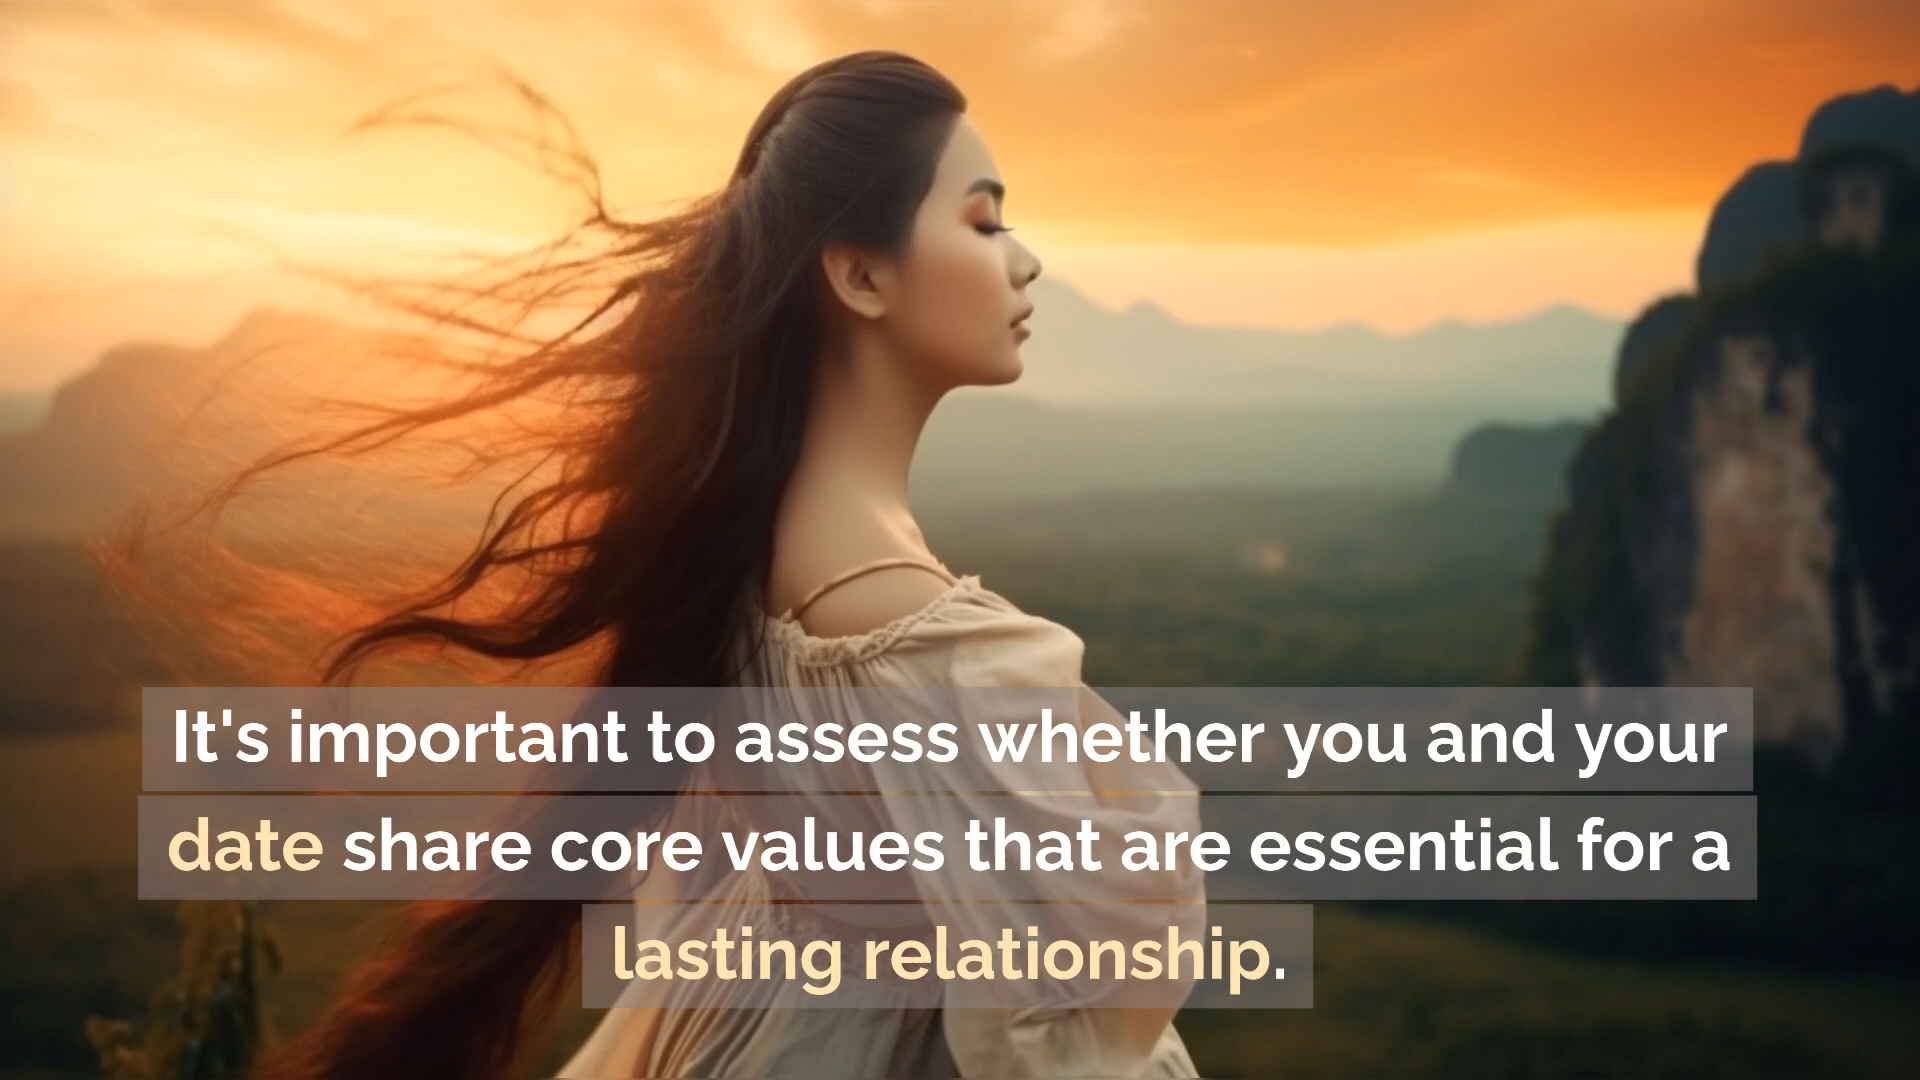 It's important to assess whether you and your
date share core values that are essential for a
lasting relationship.